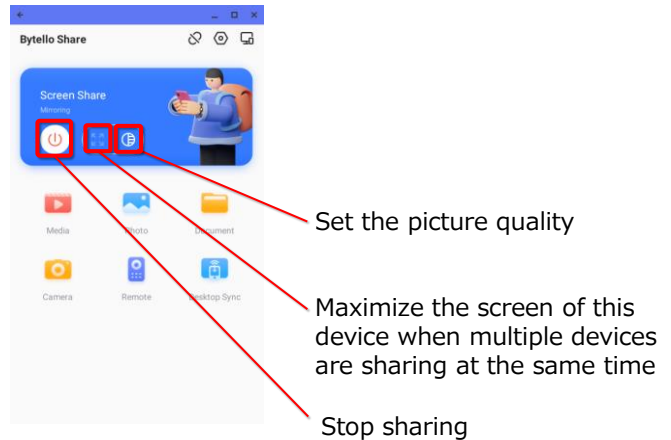 Bytello Share
Screen Share
Mirroring
Media
Photo
Document
Camera
Remote
Desktop Sync
Set the picture quality
Maximize the screen of this
device when multiple devices
are sharing at the same time
Stop sharing